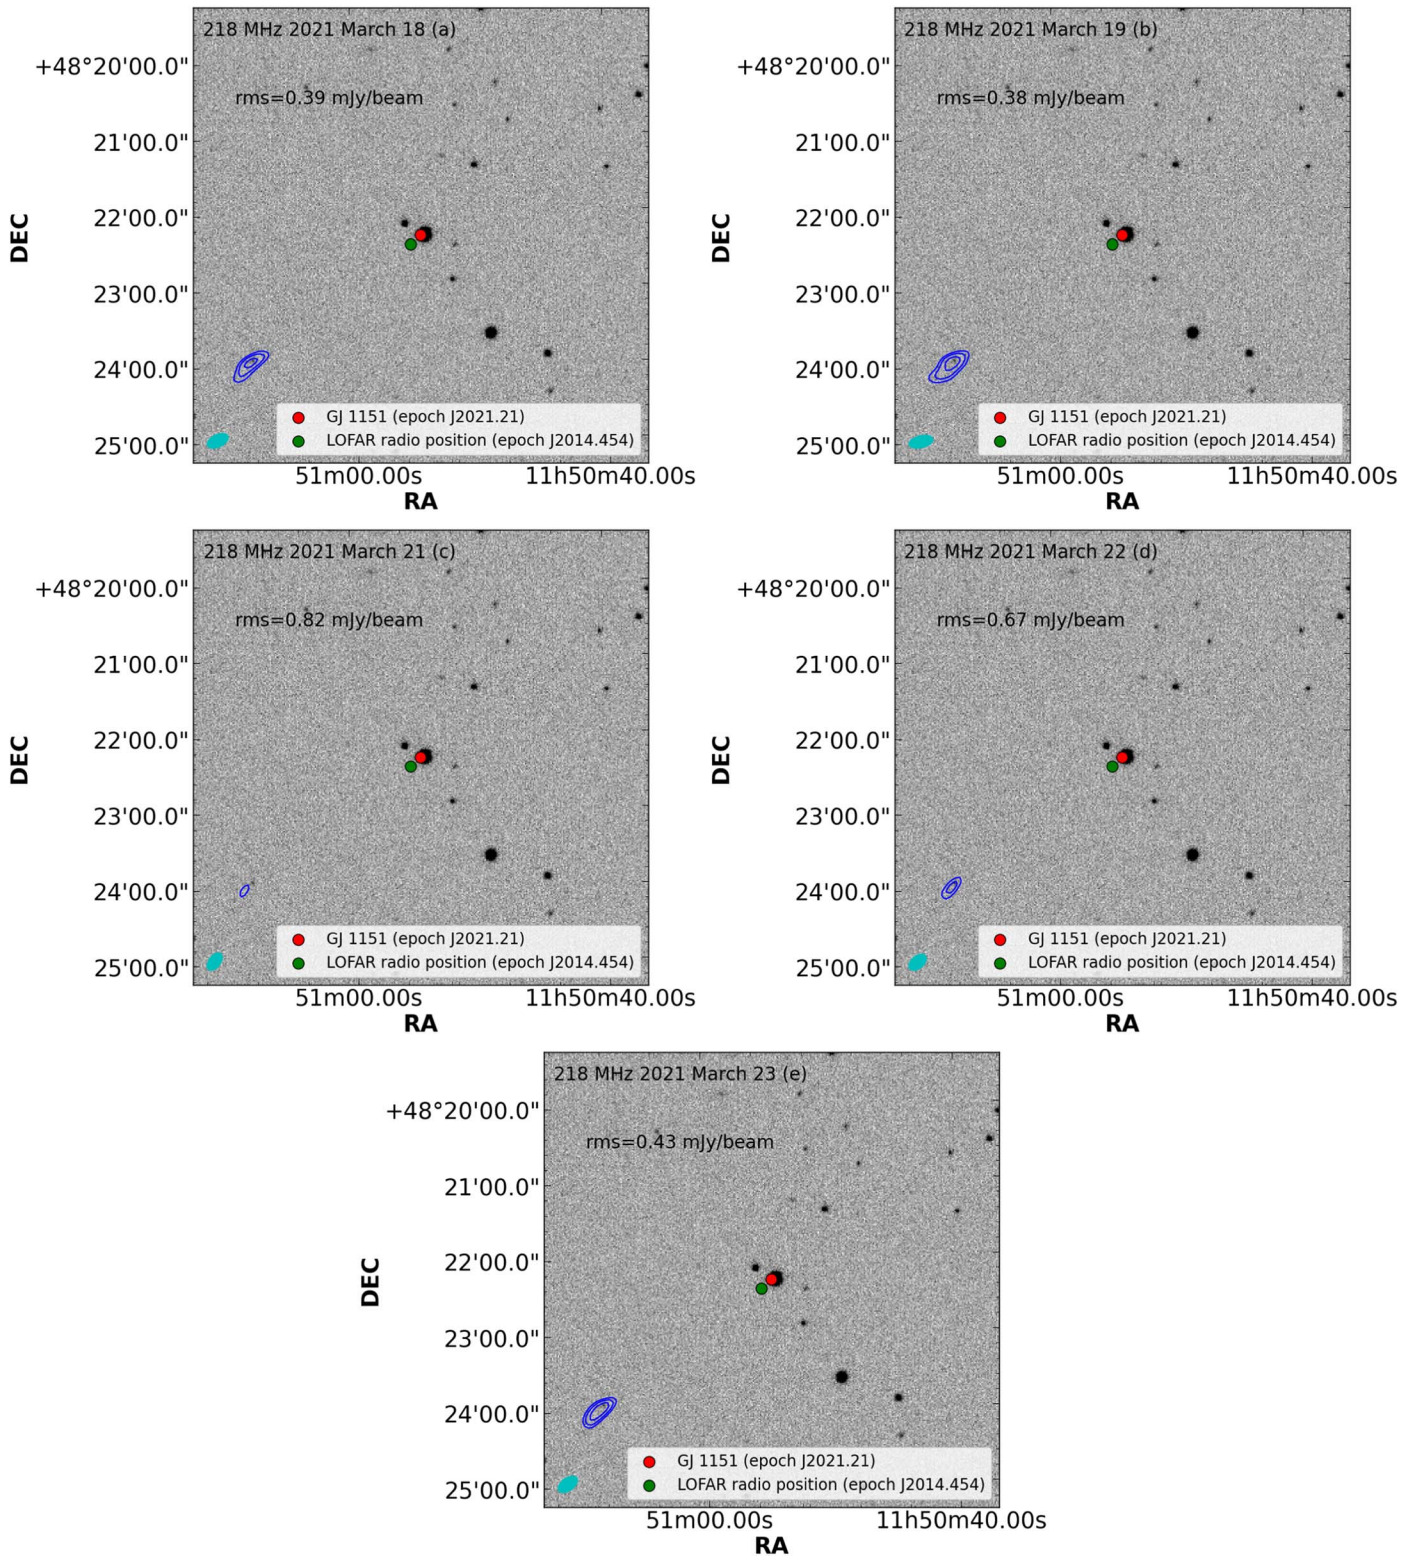 218 MHz 2021 March 18 (a)
rms=0.39 mJy/beam
+48°20'00.0"
21'00.0"
22'00.0"
23'00.0"
24'00.0"
25'00.0"
DEC
GJ 1151 (epoch J2021.21)
LOFAR radio position (epoch J2014.454)
51m00.00s
11h50m40.00s
RA
218 MHz 2021 March 19 (b)
rms=0.38 mJy/beam
+48°20'00.0"
21'00.0"
22'00.0"
23'00.0"
24'00.0"
25'00.0"
DEC
GJ 1151 (epoch J2021.21)
LOFAR radio position (epoch J2014.454)
51m00.00s
11h50m40.00s
RA
218 MHz 2021 March 21 (c)
rms=0.82 mJy/beam
+48°20'00.0"
21'00.0"
22'00.0"
23'00.0"
24'00.0"
25'00.0"
DEC
GJ 1151 (epoch J2021.21)
LOFAR radio position (epoch J2014.454)
51m00.00s
11h50m40.00s
RA
218 MHz 2021 March 22 (d)
rms=0.67 mJy/beam
+48°20'00.0"
21'00.0"
22'00.0"
23'00.0"
24'00.0"
25'00.0"
DEC
GJ 1151 (epoch J2021.21)
LOFAR radio position (epoch J2014.454)
51m00.00s
11h50m40.00s
RA
218 MHz 2021 March 23 (e)
rms=0.43 mJy/beam
+48°20'00.0"
21'00.0"
22'00.0"
23'00.0"
24'00.0"
25'00.0"
DEC
GJ 1151 (epoch J2021.21)
LOFAR radio position (epoch J2014.454)
51m00.00s
11h50m40.00s
RA